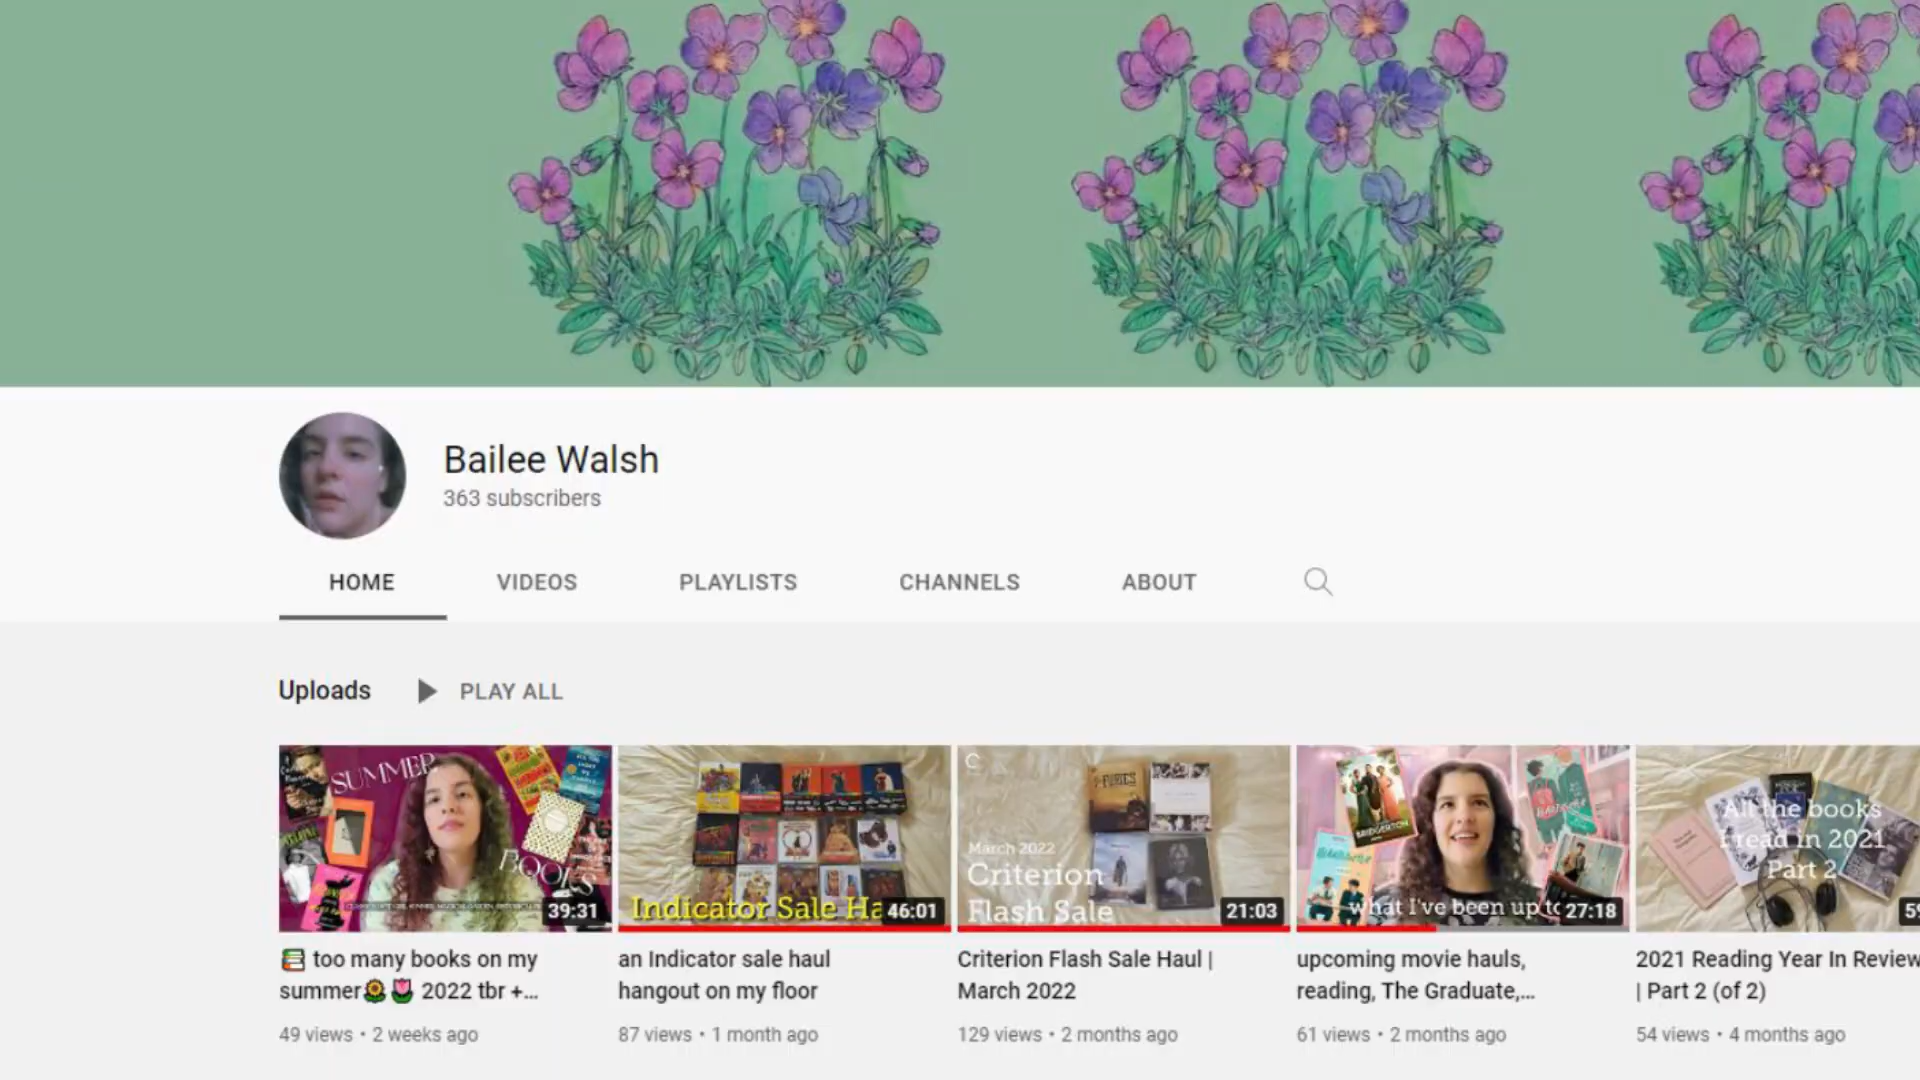 Bailee Walsh
363 subscribers
HOME VIDEOS PLAYLISTS CHANNELS ABOUT
Uploads PLAY ALL
SUMMER
BOOKS
39:31
Indicator Sale Ha
46:01
March 2022
Criterion
Flash Sale
21:03
BRIDGERTON
what I've been up to
27:18
All the books
I read in 2021
Part 2
📚 too many books on my
summer🌻🌷 2022 tbr +...
49 views • 2 weeks ago
an Indicator sale haul
hangout on my floor
87 views • 1 month ago
Criterion Flash Sale Haul |
March 2022
129 views • 2 months ago
upcoming movie hauls,
reading, The Graduate,...
61 views • 2 months ago
2021 Reading Year In Review
| Part 2 (of 2)
54 views • 4 months ago